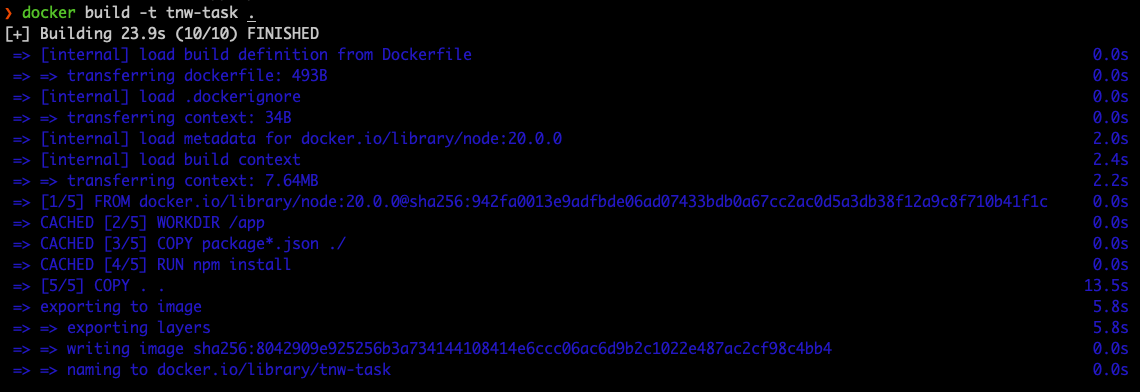 ❯ docker build -t tnw-task .
[+] Building 23.9s (10/10) FINISHED
=> [internal] load build definition from Dockerfile 0.0s
=> => transferring dockerfile: 493B 0.0s
=> [internal] load .dockerignore 0.0s
=> => transferring context: 34B 0.0s
=> [internal] load metadata for docker.io/library/node:20.0.0 2.0s
=> [internal] load build context 2.4s
=> => transferring context: 7.64MB 2.2s
=> [1/5] FROM docker.io/library/node:20.0.0@sha256:942fa0013e9adfbde06ad07433bdb0a67cc2ac0d5a3db38f12a9c8f710b41f1c 0.0s
=> CACHED [2/5] WORKDIR /app 0.0s
=> CACHED [3/5] COPY package*.json ./ 0.0s
=> CACHED [4/5] RUN npm install 0.0s
=> [5/5] COPY . . 13.5s
=> exporting to image 5.8s
=> => exporting layers 5.8s
=> => writing image sha256:8042909e925256b3a734144108414e6ccc06ac6d9b2c1022e487ac2cf98c4bb4 0.0s
=> => naming to docker.io/library/tnw-task 0.0s